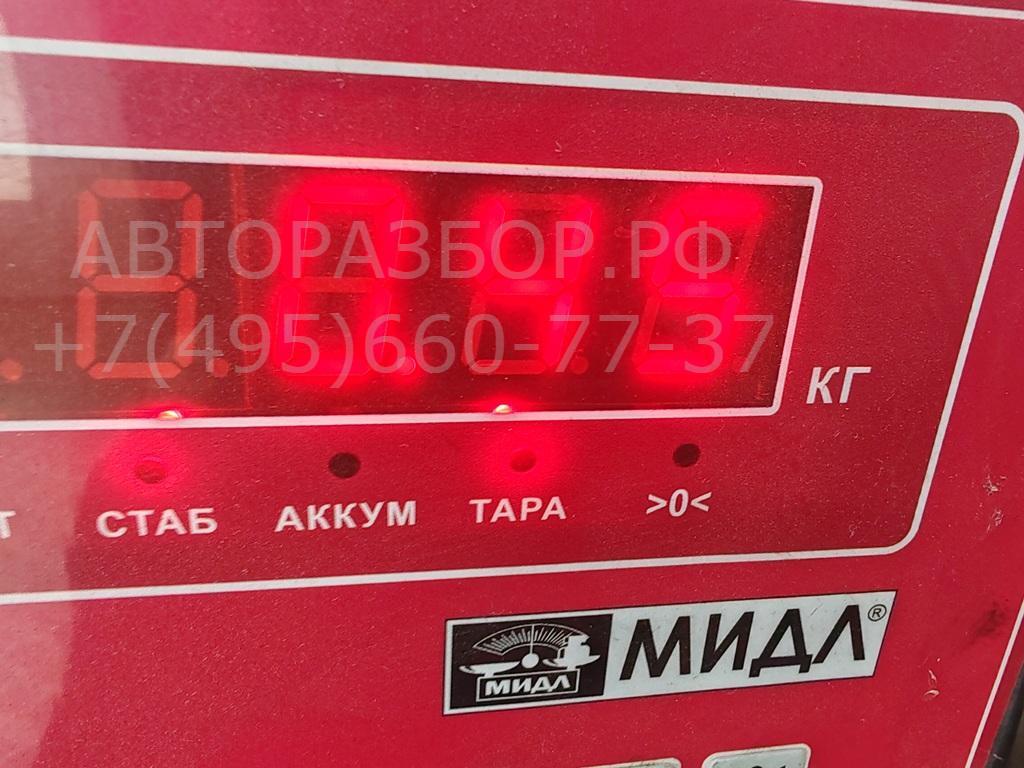 АВТОРАЗБОР.РФ
+7(495)660-77-37
КГ
СТАБ АККУМ ТАРА >0<
МИДЛ МИДЛ®